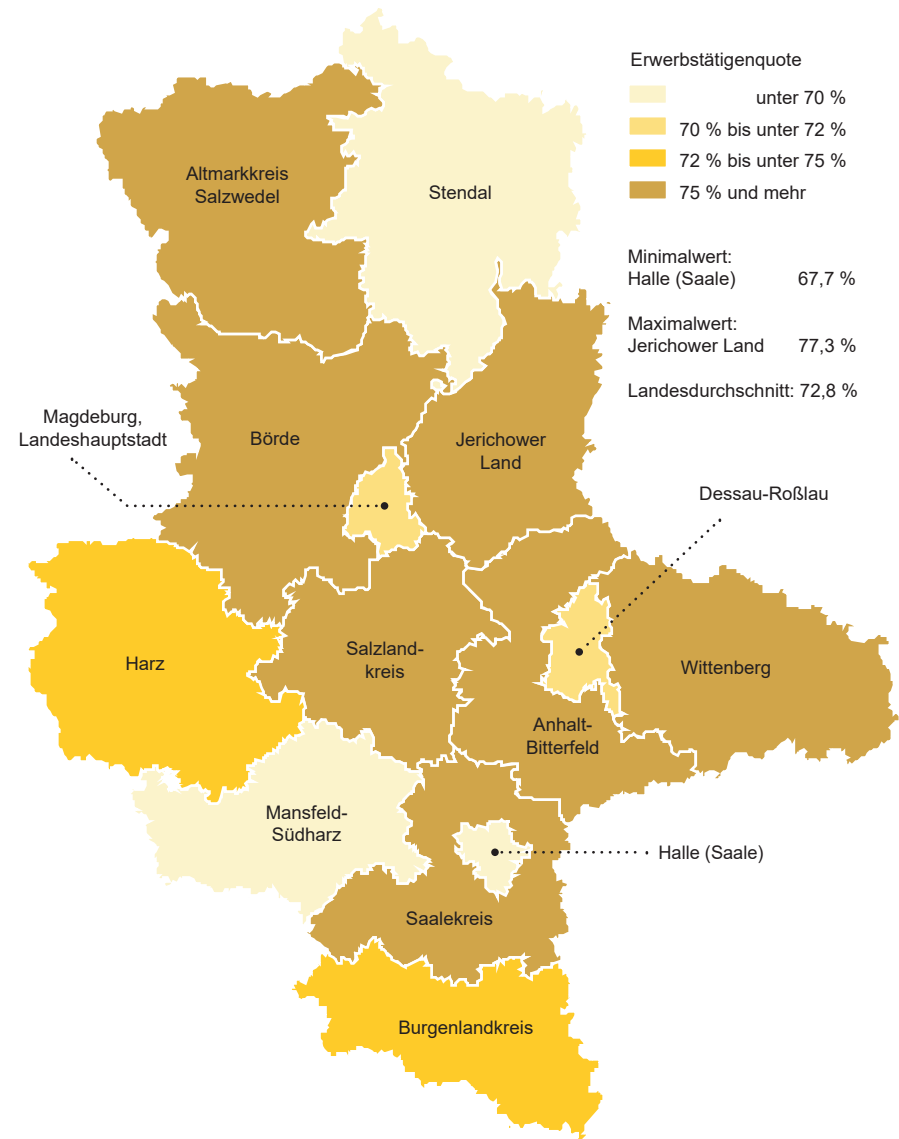 Erwerbstätigenquote
unter 70 %
70 % bis unter 72 %
72 % bis unter 75 %
75 % und mehr
Minimalwert:
Halle (Saale) 67,7 %
Maximalwert:
Jerichower Land 77,3 %
Landesdurchschnitt: 72,8 %
Altmarkkreis
Salzwedel
Stendal
Magdeburg,
Landeshauptstadt
Börde
Jerichower
Land
Dessau-Roßlau
Harz
Salzland-
kreis
Wittenberg
Anhalt-
Bitterfeld
Mansfeld-
Südharz
Halle (Saale)
Saalekreis
Burgenlandkreis